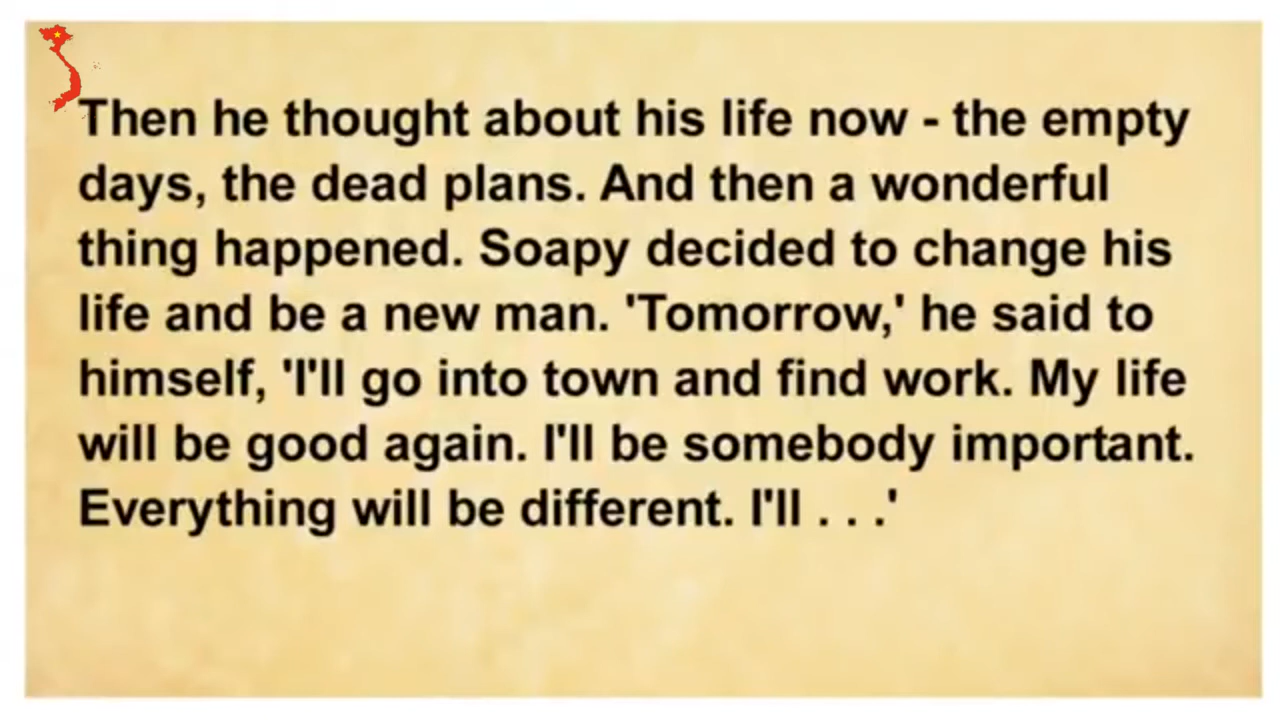 Then he thought about his life now - the empty
days, the dead plans. And then a wonderful
thing happened. Soapy decided to change his
life and be a new man. 'Tomorrow,' he said to
himself, 'I'll go into town and find work. My life
will be good again. I'll be somebody important.
Everything will be different. I'll . . .'